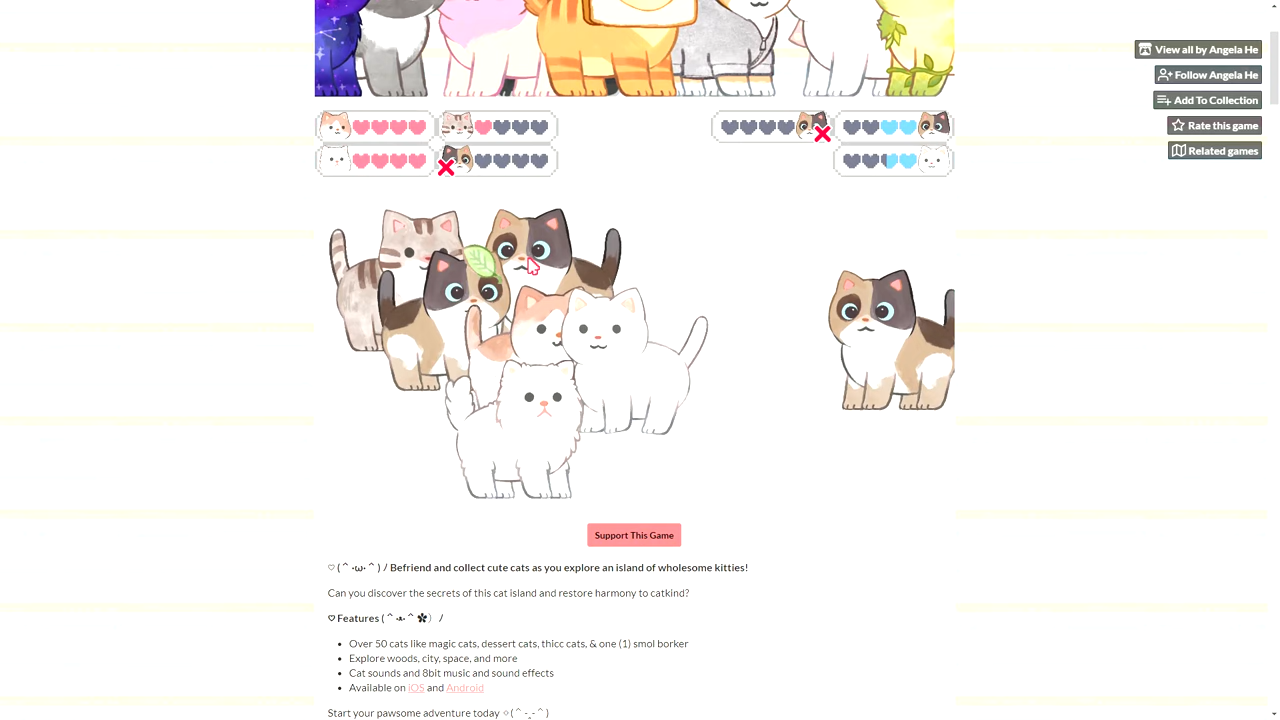 View all by Angela He
Follow Angela He
Add To Collection
Rate this game
Related games
Support This Game
♡ ( ^ •ω• ^ ) / Befriend and collect cute cats as you explore an island of wholesome kitties!
Can you discover the secrets of this cat island and restore harmony to catkind?
♡ Features ( ^ •ᴥ• ^ ✿) /
Over 50 cats like magic cats, dessert cats, thicc cats, & one (1) smol borker
Explore woods, city, space, and more
Cat sounds and 8bit music and sound effects
Available on iOS and Android
Start your pawsome adventure today ✧( ^ -_- ^ )